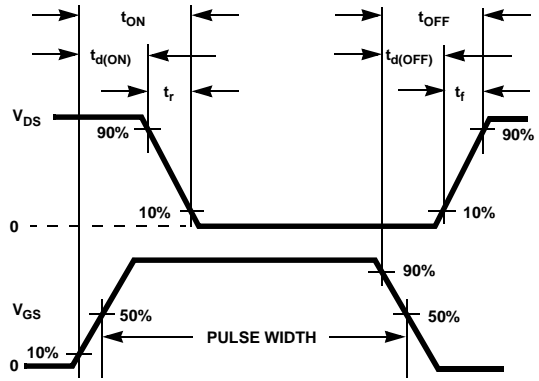 tON tOFF
td(ON) td(OFF)
tr tf
VDS
90% 90%
10% 10%
0
90%
VGS 50% 50%
PULSE WIDTH
10%
0